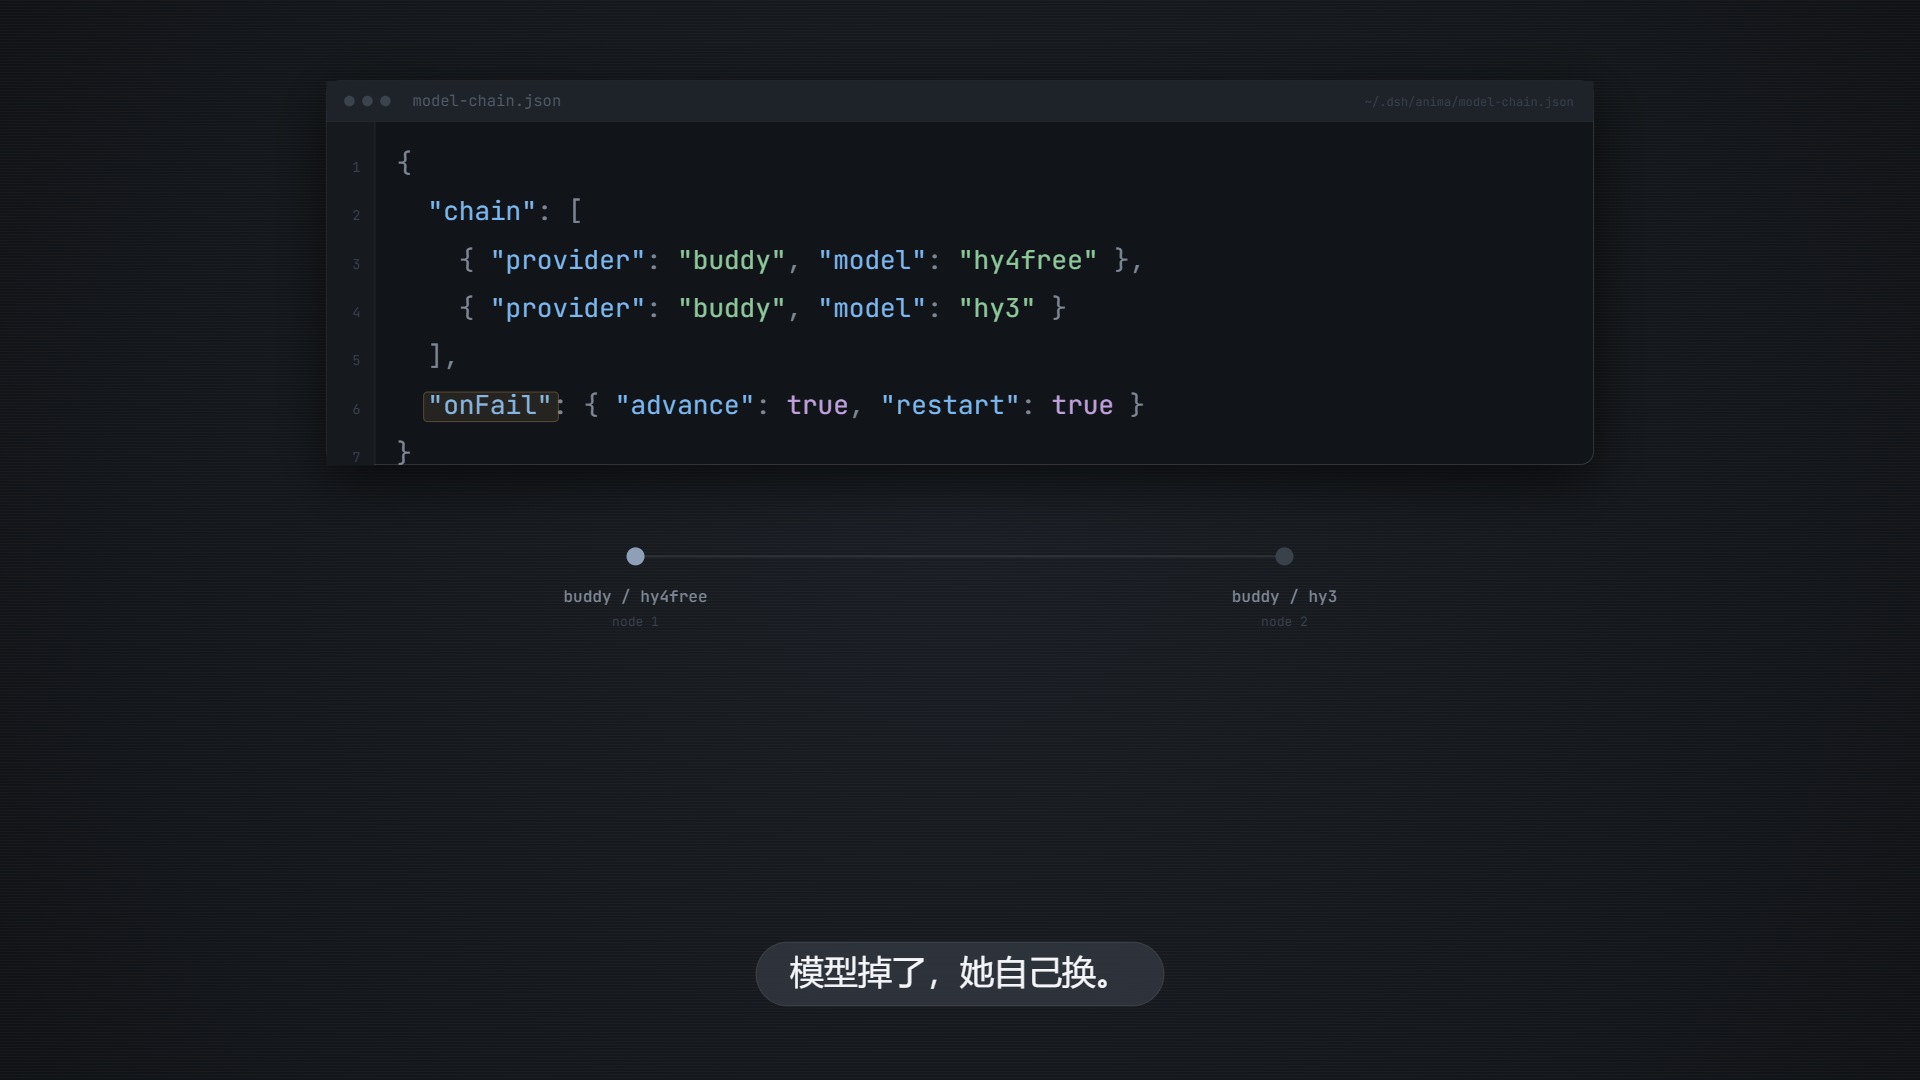 model-chain.json
~/.dsh/anima/model-chain.json
1 {
2 "chain": [
3 { "provider": "buddy", "model": "hy4free" },
4 { "provider": "buddy", "model": "hy3" }
5 ],
6 "onFail": { "advance": true, "restart": true }
7 }
buddy / hy4free
node 1
buddy / hy3
node 2
模型掉了，她自己换。